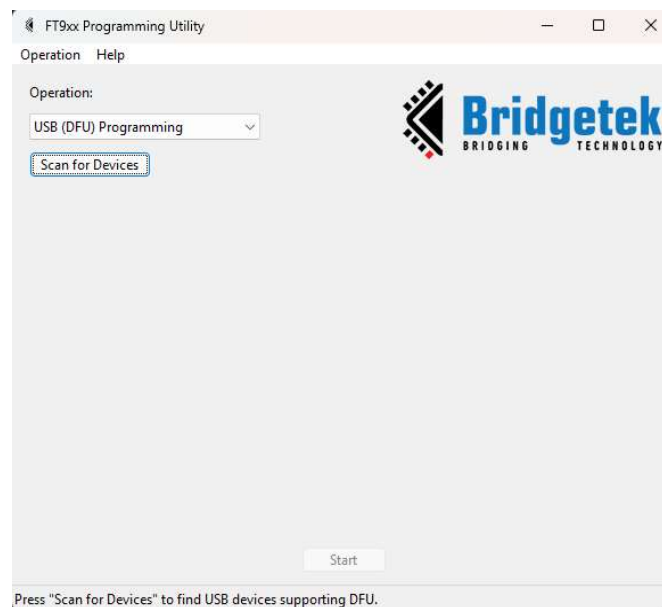 FT9xx Programming Utility
Operation Help
Operation:
USB (DFU) Programming
Scan for Devices
Bridgetek
BRIDGING TECHNOLOGY
Start
Press "Scan for Devices" to find USB devices supporting DFU.